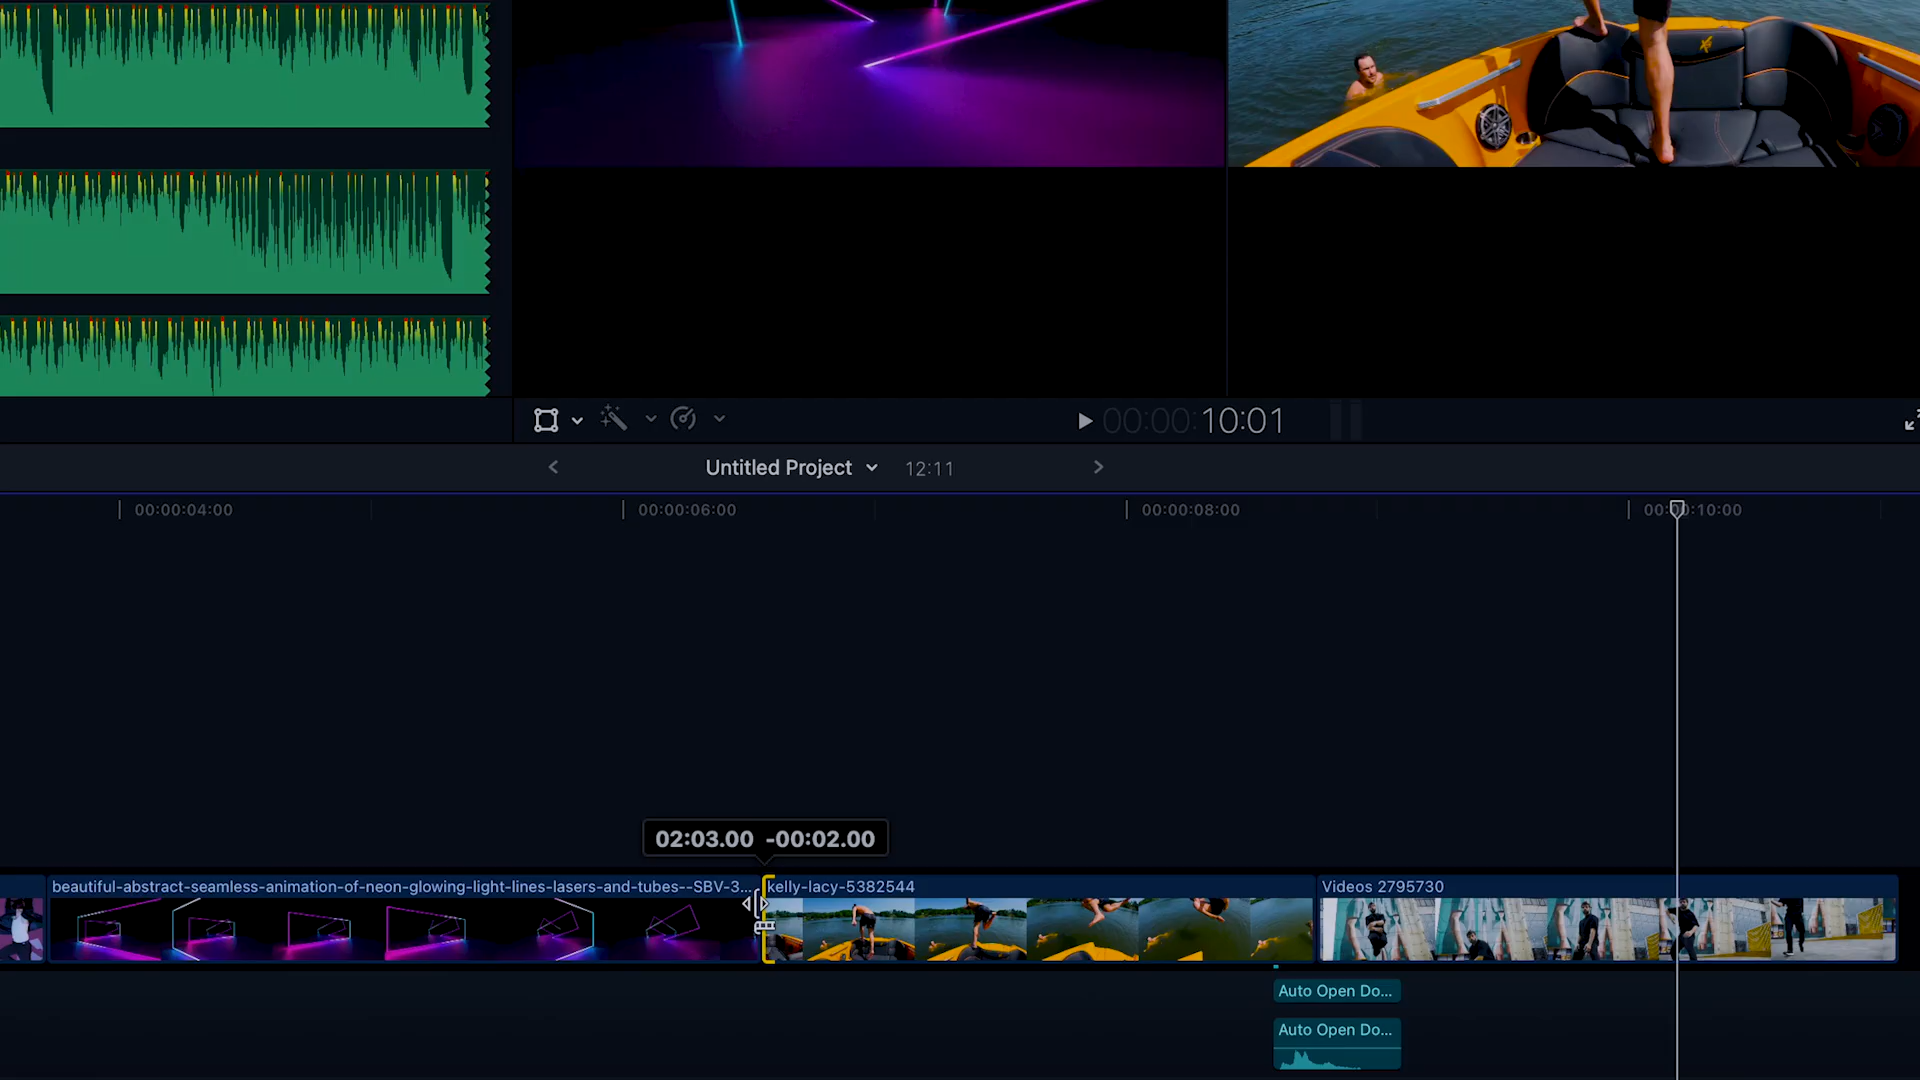 00:00:10:01
Untitled Project
12:11
00:00:04:00
00:00:06:00
00:00:08:00
00:00:10:00
02:03.00 -00:02.00
beautiful-abstract-seamless-animation-of-neon-glowing-light-lines-lasers-and-tubes--SBV-3...
kelly-lacy-5382544
Videos 2795730
Auto Open Do...
Auto Open Do...